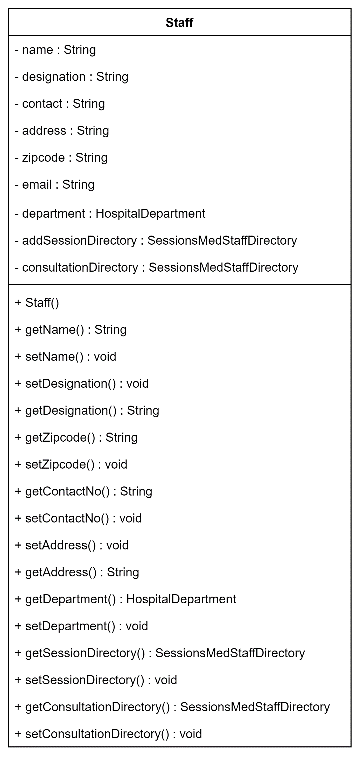 Staff
- name : String
- designation : String
- contact : String
- address : String
- zipcode : String
- email : String
- department : HospitalDepartment
- addSessionDirectory : SessionsMedStaffDirectory
- consultationDirectory : SessionsMedStaffDirectory
+ Staff()
+ getName() : String
+ setName() : void
+ setDesignation() : void
+ getDesignation() : String
+ getZipcode() : String
+ setZipcode() : void
+ getContactNo() : String
+ setContactNo() : void
+ setAddress() : void
+ getAddress() : String
+ getDepartment() : HospitalDepartment
+ setDepartment() : void
+ getSessionDirectory() : SessionsMedStaffDirectory
+ setSessionDirectory() : void
+ getConsultationDirectory() : SessionsMedStaffDirectory
+ setConsultationDirectory() : void